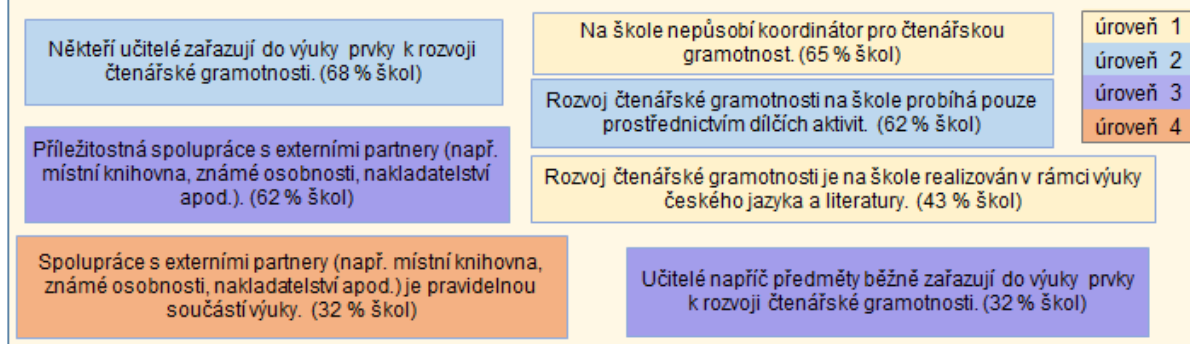 Někteří učitelé zařazují do výuky prvky k rozvoji
čtenářské gramotnosti. (68 % škol)
Na škole nepůsobí koordinátor pro čtenářskou
gramotnost. (65 % škol)
úroveň 1
úroveň 2
úroveň 3
úroveň 4
Rozvoj čtenářské gramotnosti na škole probíhá pouze
prostřednictvím dílčích aktivit. (62 % škol)
Příležitostná spolupráce s externími partnery (např.
místní knihovna, známé osobnosti, nakladatelství
apod.). (62 % škol)
Rozvoj čtenářské gramotnosti je na škole realizován v rámci výuky
českého jazyka a literatury. (43 % škol)
Spolupráce s externími partnery (např. místní knihovna,
známé osobnosti, nakladatelství apod.) je pravidelnou
součástí výuky. (32 % škol)
Učitelé napříč předměty běžně zařazují do výuky prvky
k rozvoji čtenářské gramotnosti. (32 % škol)